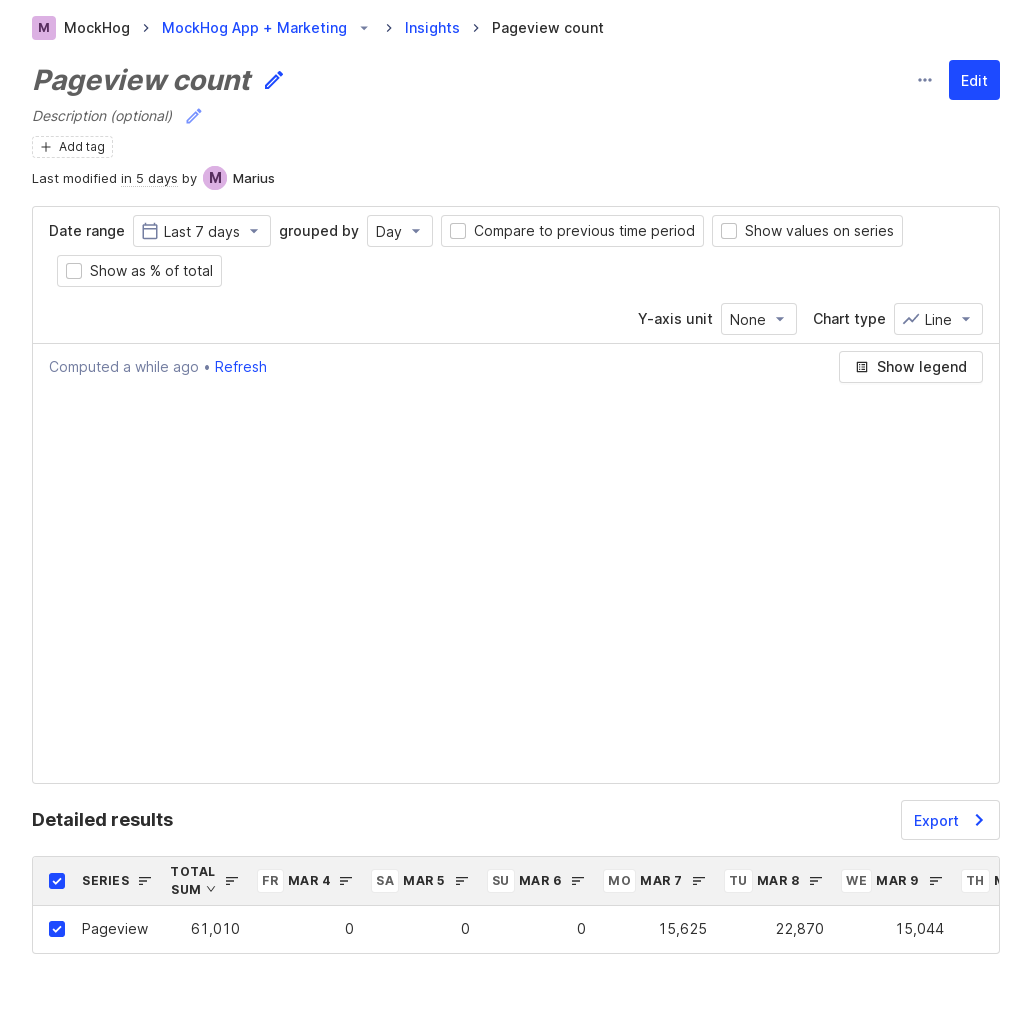 M MockHog MockHog App + Marketing Insights Pageview count
Pageview count
Edit
Description (optional)
+ Add tag
Last modified in 5 days by M Marius
Date range Last 7 days grouped by Day Compare to previous time period Show values on series
Show as % of total
Y-axis unit None Chart type Line
Computed a while ago • Refresh Show legend
Detailed results Export
SERIES TOTAL SUM FR MAR 4 SA MAR 5 SU MAR 6 MO MAR 7 TU MAR 8 WE MAR 9 TH
Pageview 61,010 0 0 0 15,625 22,870 15,044